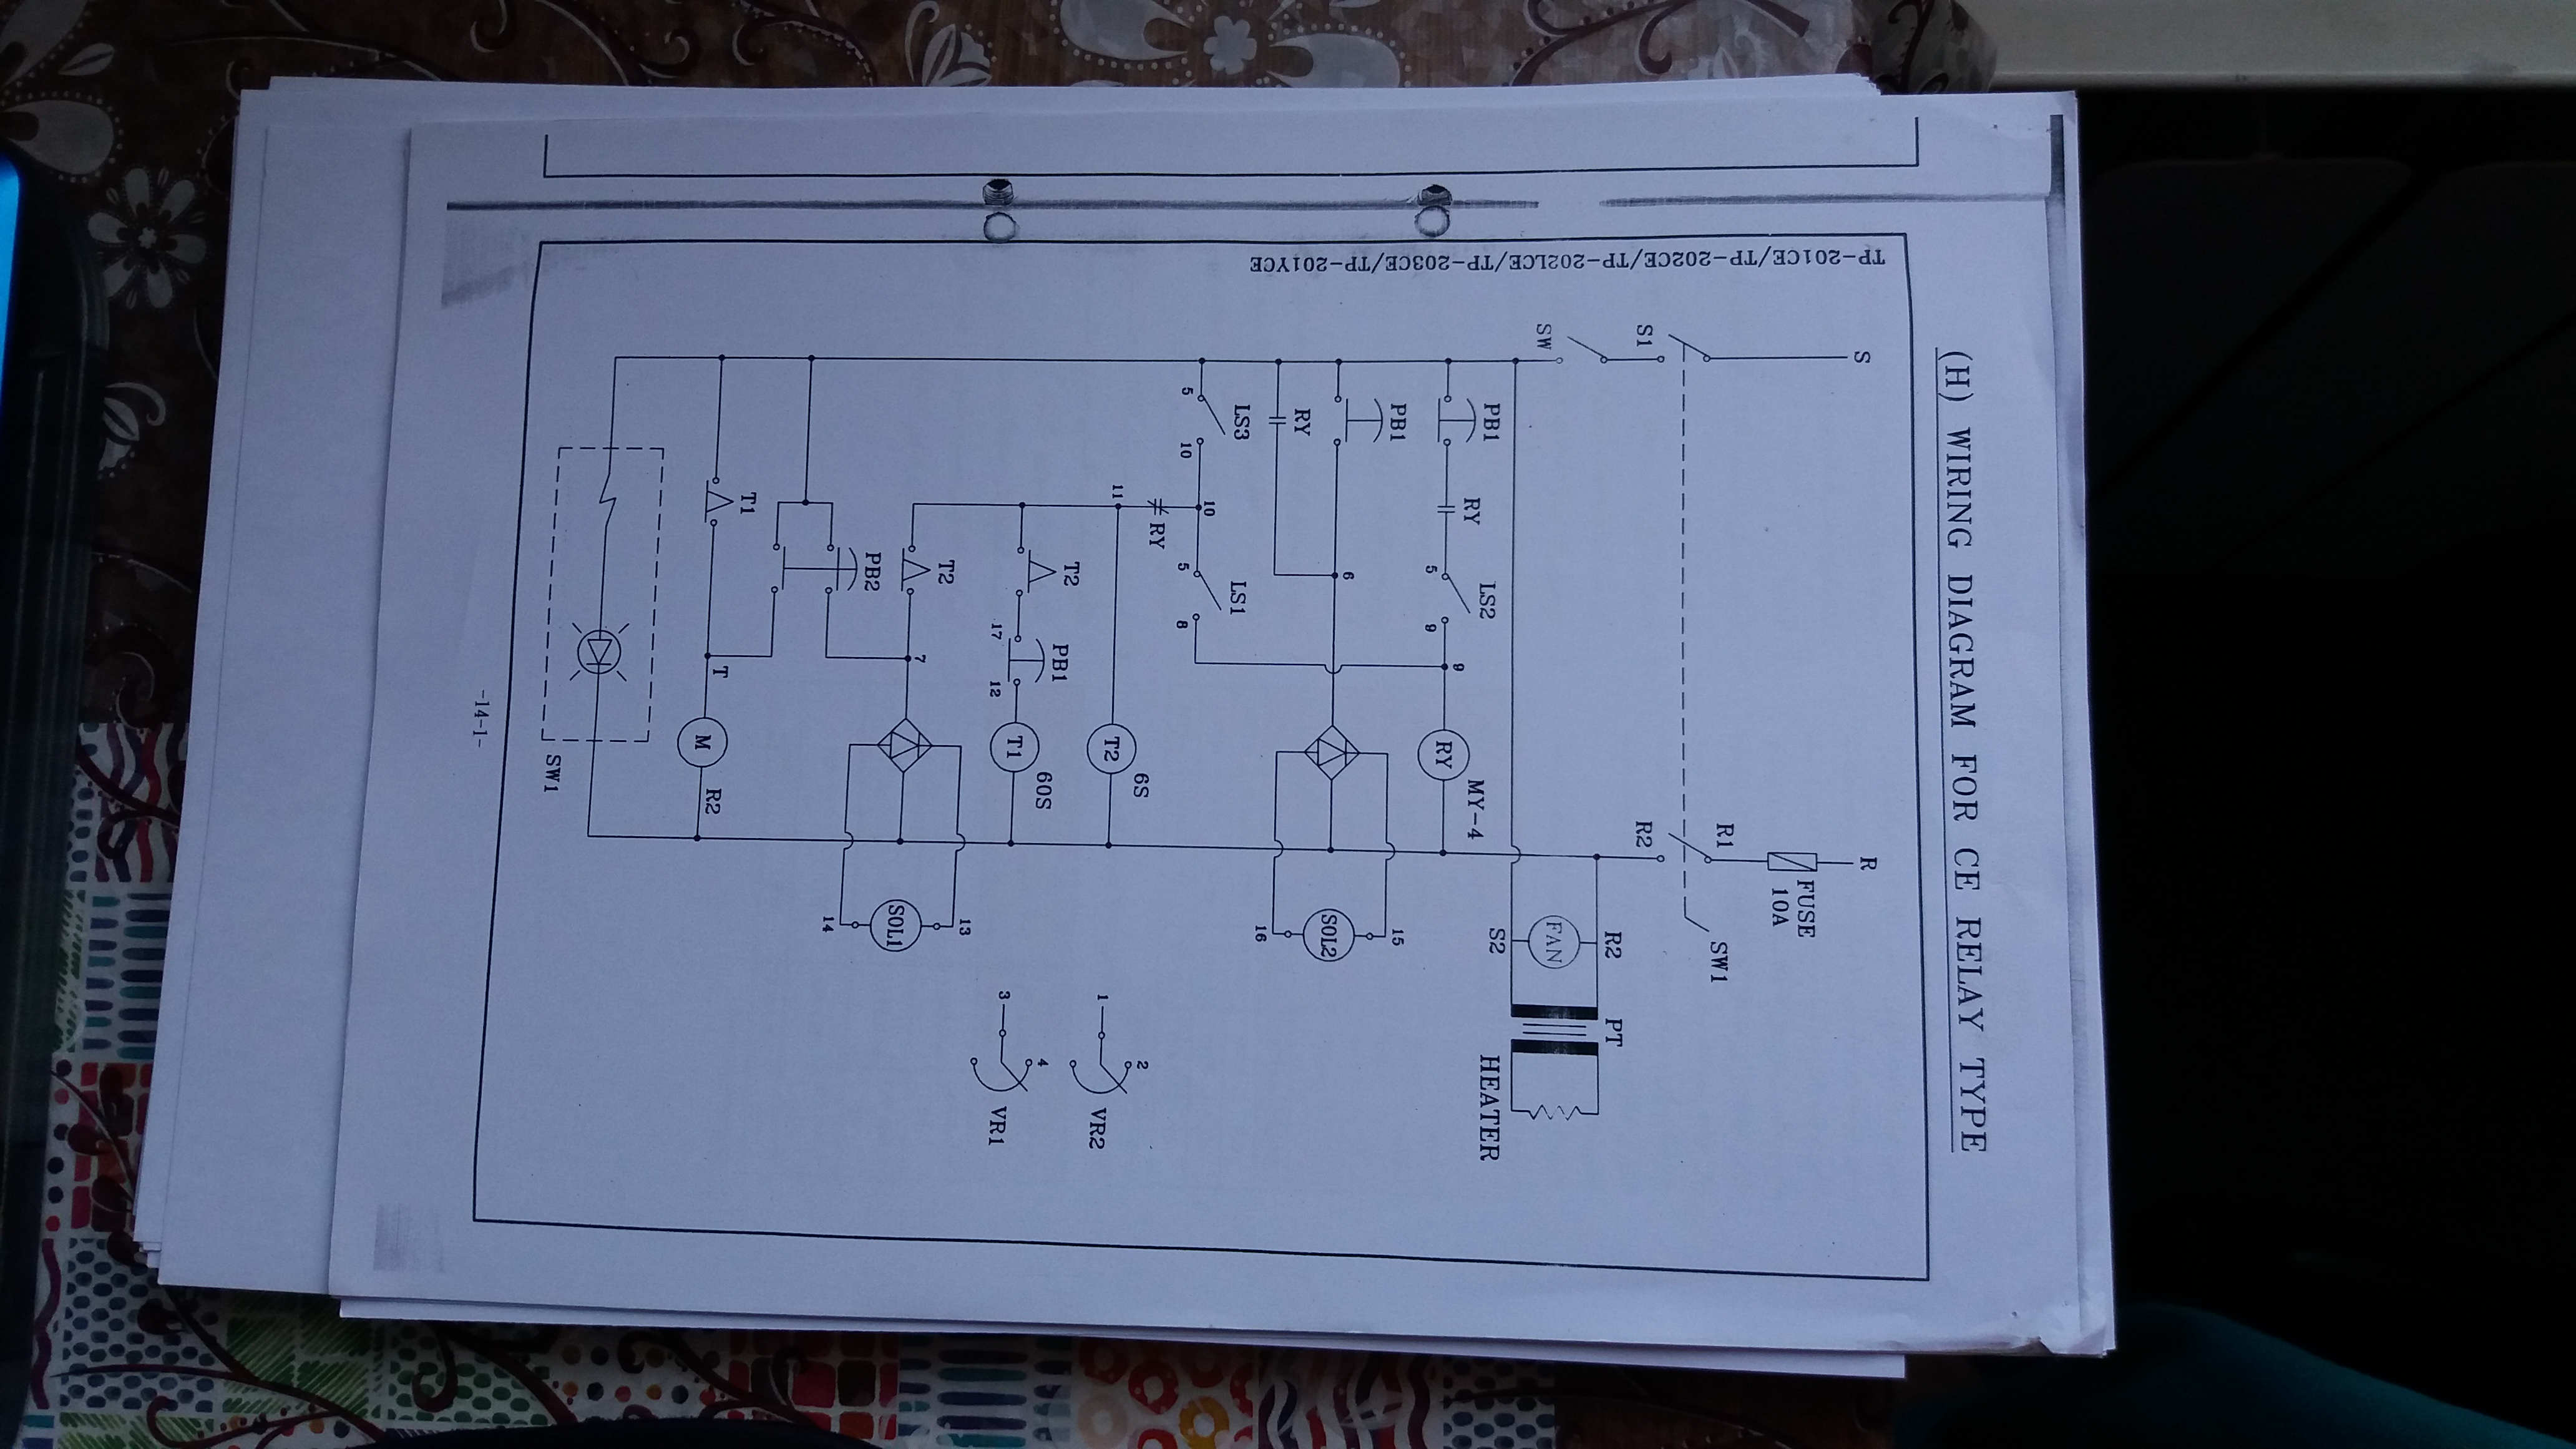 (H) WIRING DIAGRAM FOR CE RELAY TYPE
TP-201CE/TP-202CE/TP-202LCE/TP-203CE/TP-201YCE
S
R
FUSE
10A
R1
SW1
S1
R2
SW
R2
FAN
S2
PT
HEATER
PB1
RY
LS2
5
9
9
RY
MY-4
PB1
6
15
SOL2
16
RY
LS3
5
10
10
LS1
5
8
RY
11
T2
6S
2
1
VR2
T2
17
PB1
12
T1
60S
4
3
VR1
T2
7
13
SOL1
14
PB2
T1
T
M
R2
SW1
-14-1-